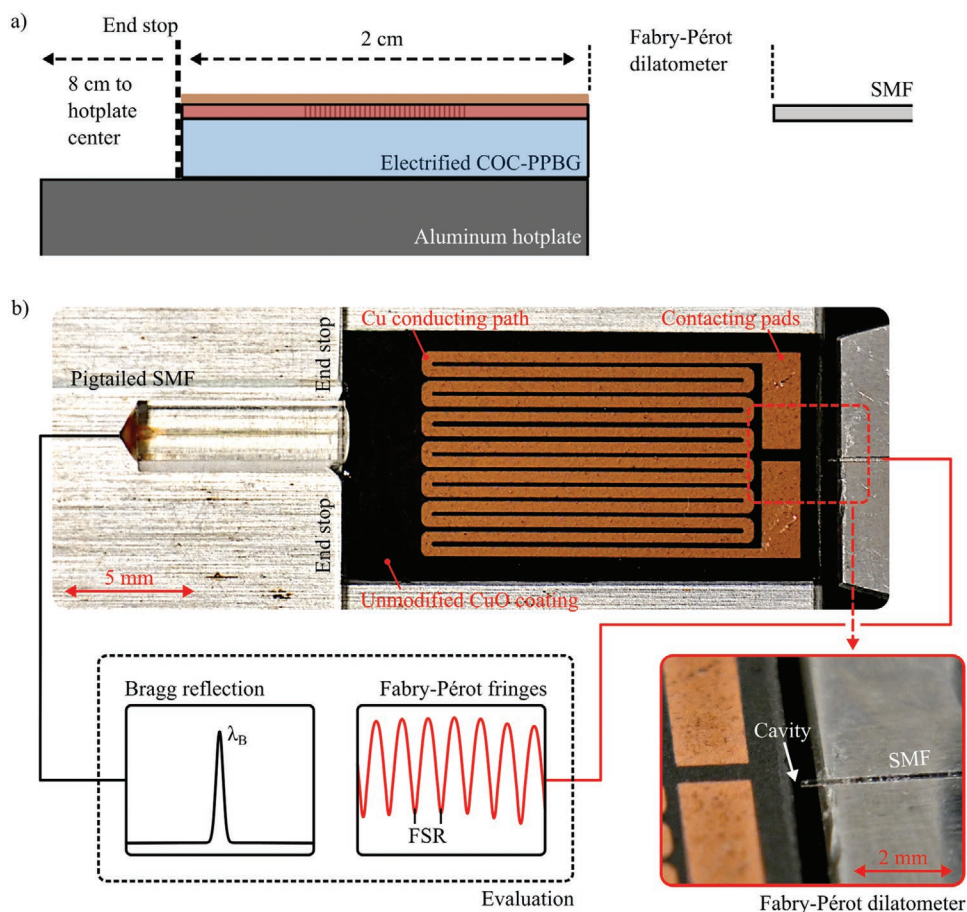 a)
End stop
2 cm
Fabry-Pérot
dilatometer
8 cm to
hotplate
center
SMF
Electrified COC-PPBG
Aluminum hotplate
b)
Cu conducting path
Contacting pads
End stop
Pigtailed SMF
End stop
5 mm
Unmodified CuO coating
Bragg reflection
Fabry-Pérot fringes
λB
FSR
Evaluation
Cavity
SMF
2 mm
Fabry-Pérot dilatometer